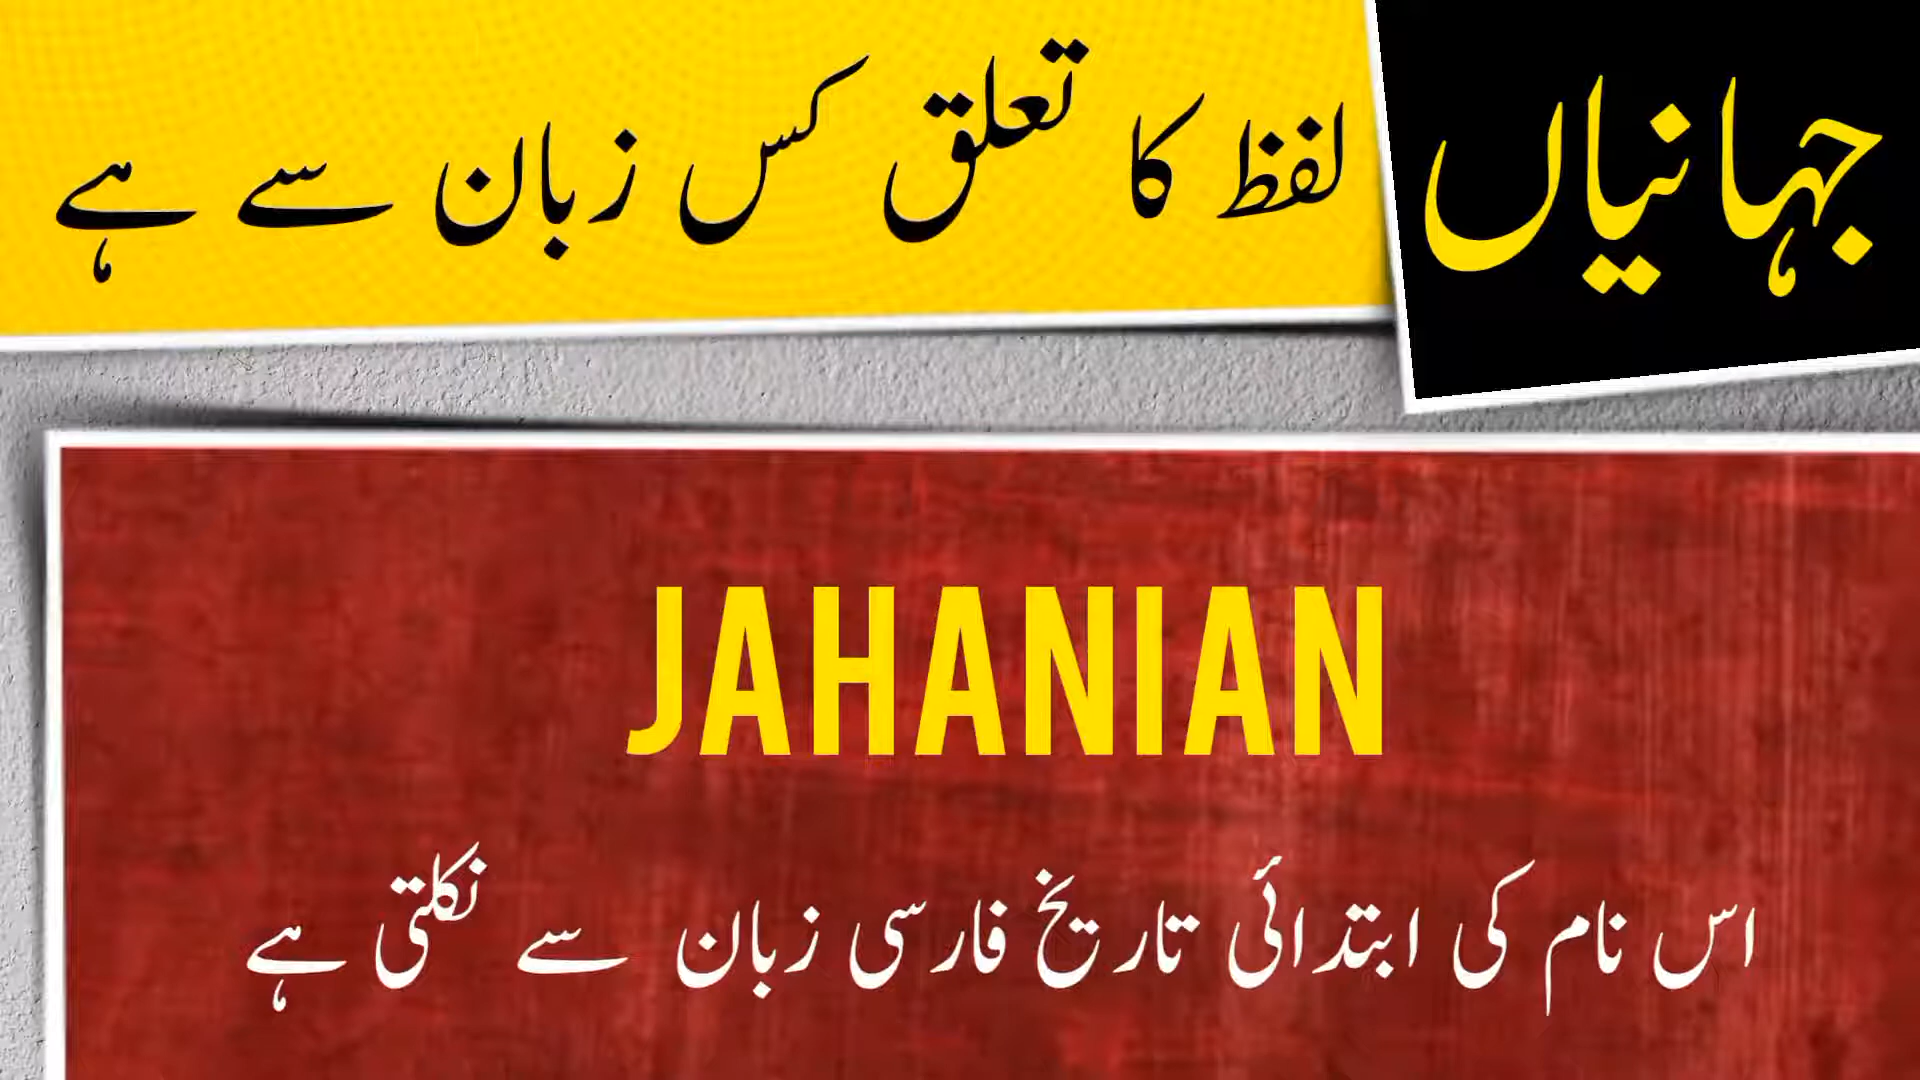 جہانیاں لفظ کا تعلق کس زبان سے ہے
JAHANIAN
اس نام کی ابتدائی تاریخ فارسی زبان سے نکلتی ہے